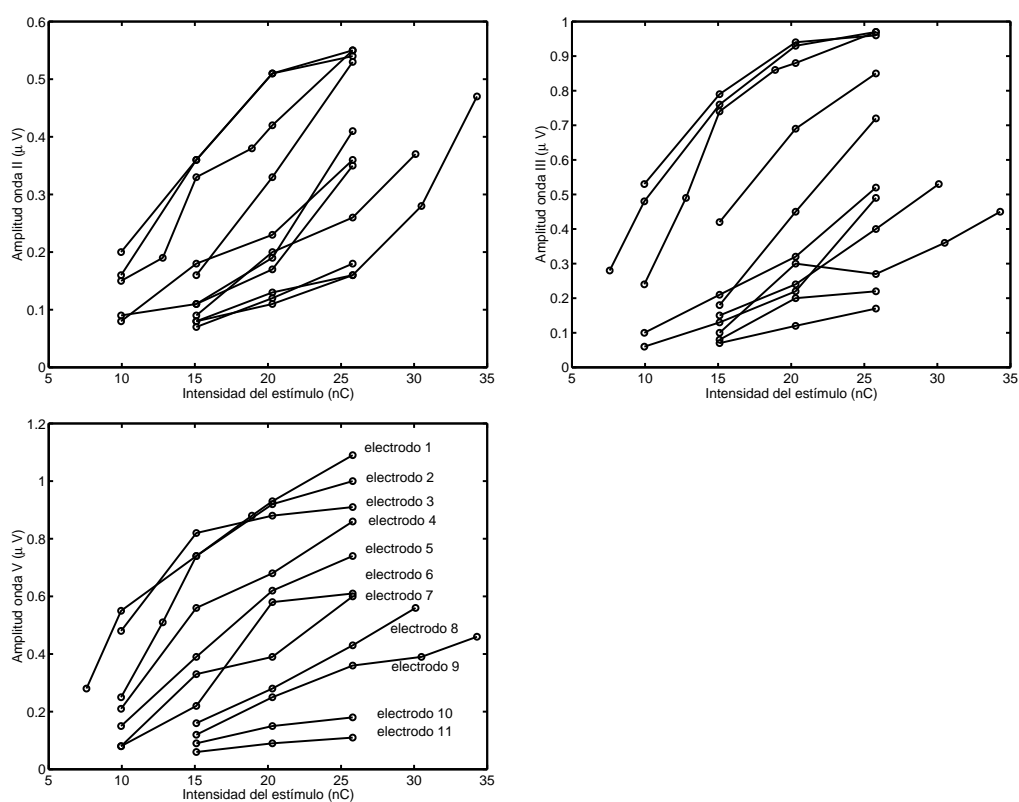 0.6
0.5
0.4
0.3
0.2
0.1
0
5 10 15 20 25 30 35
Amplitud onda II (μ V)
Intensidad del estímulo (nC)
1
0.9
0.8
0.7
0.6
0.5
0.4
0.3
0.2
0.1
0
5 10 15 20 25 30 35
Amplitud onda III (μ V)
Intensidad del estímulo (nC)
1.2
1
0.8
0.6
0.4
0.2
0
5 10 15 20 25 30 35
Amplitud onda V (μ V)
Intensidad del estímulo (nC)
electrodo 1
electrodo 2
electrodo 3
electrodo 4
electrodo 5
electrodo 6
electrodo 7
electrodo 8
electrodo 9
electrodo 10
electrodo 11